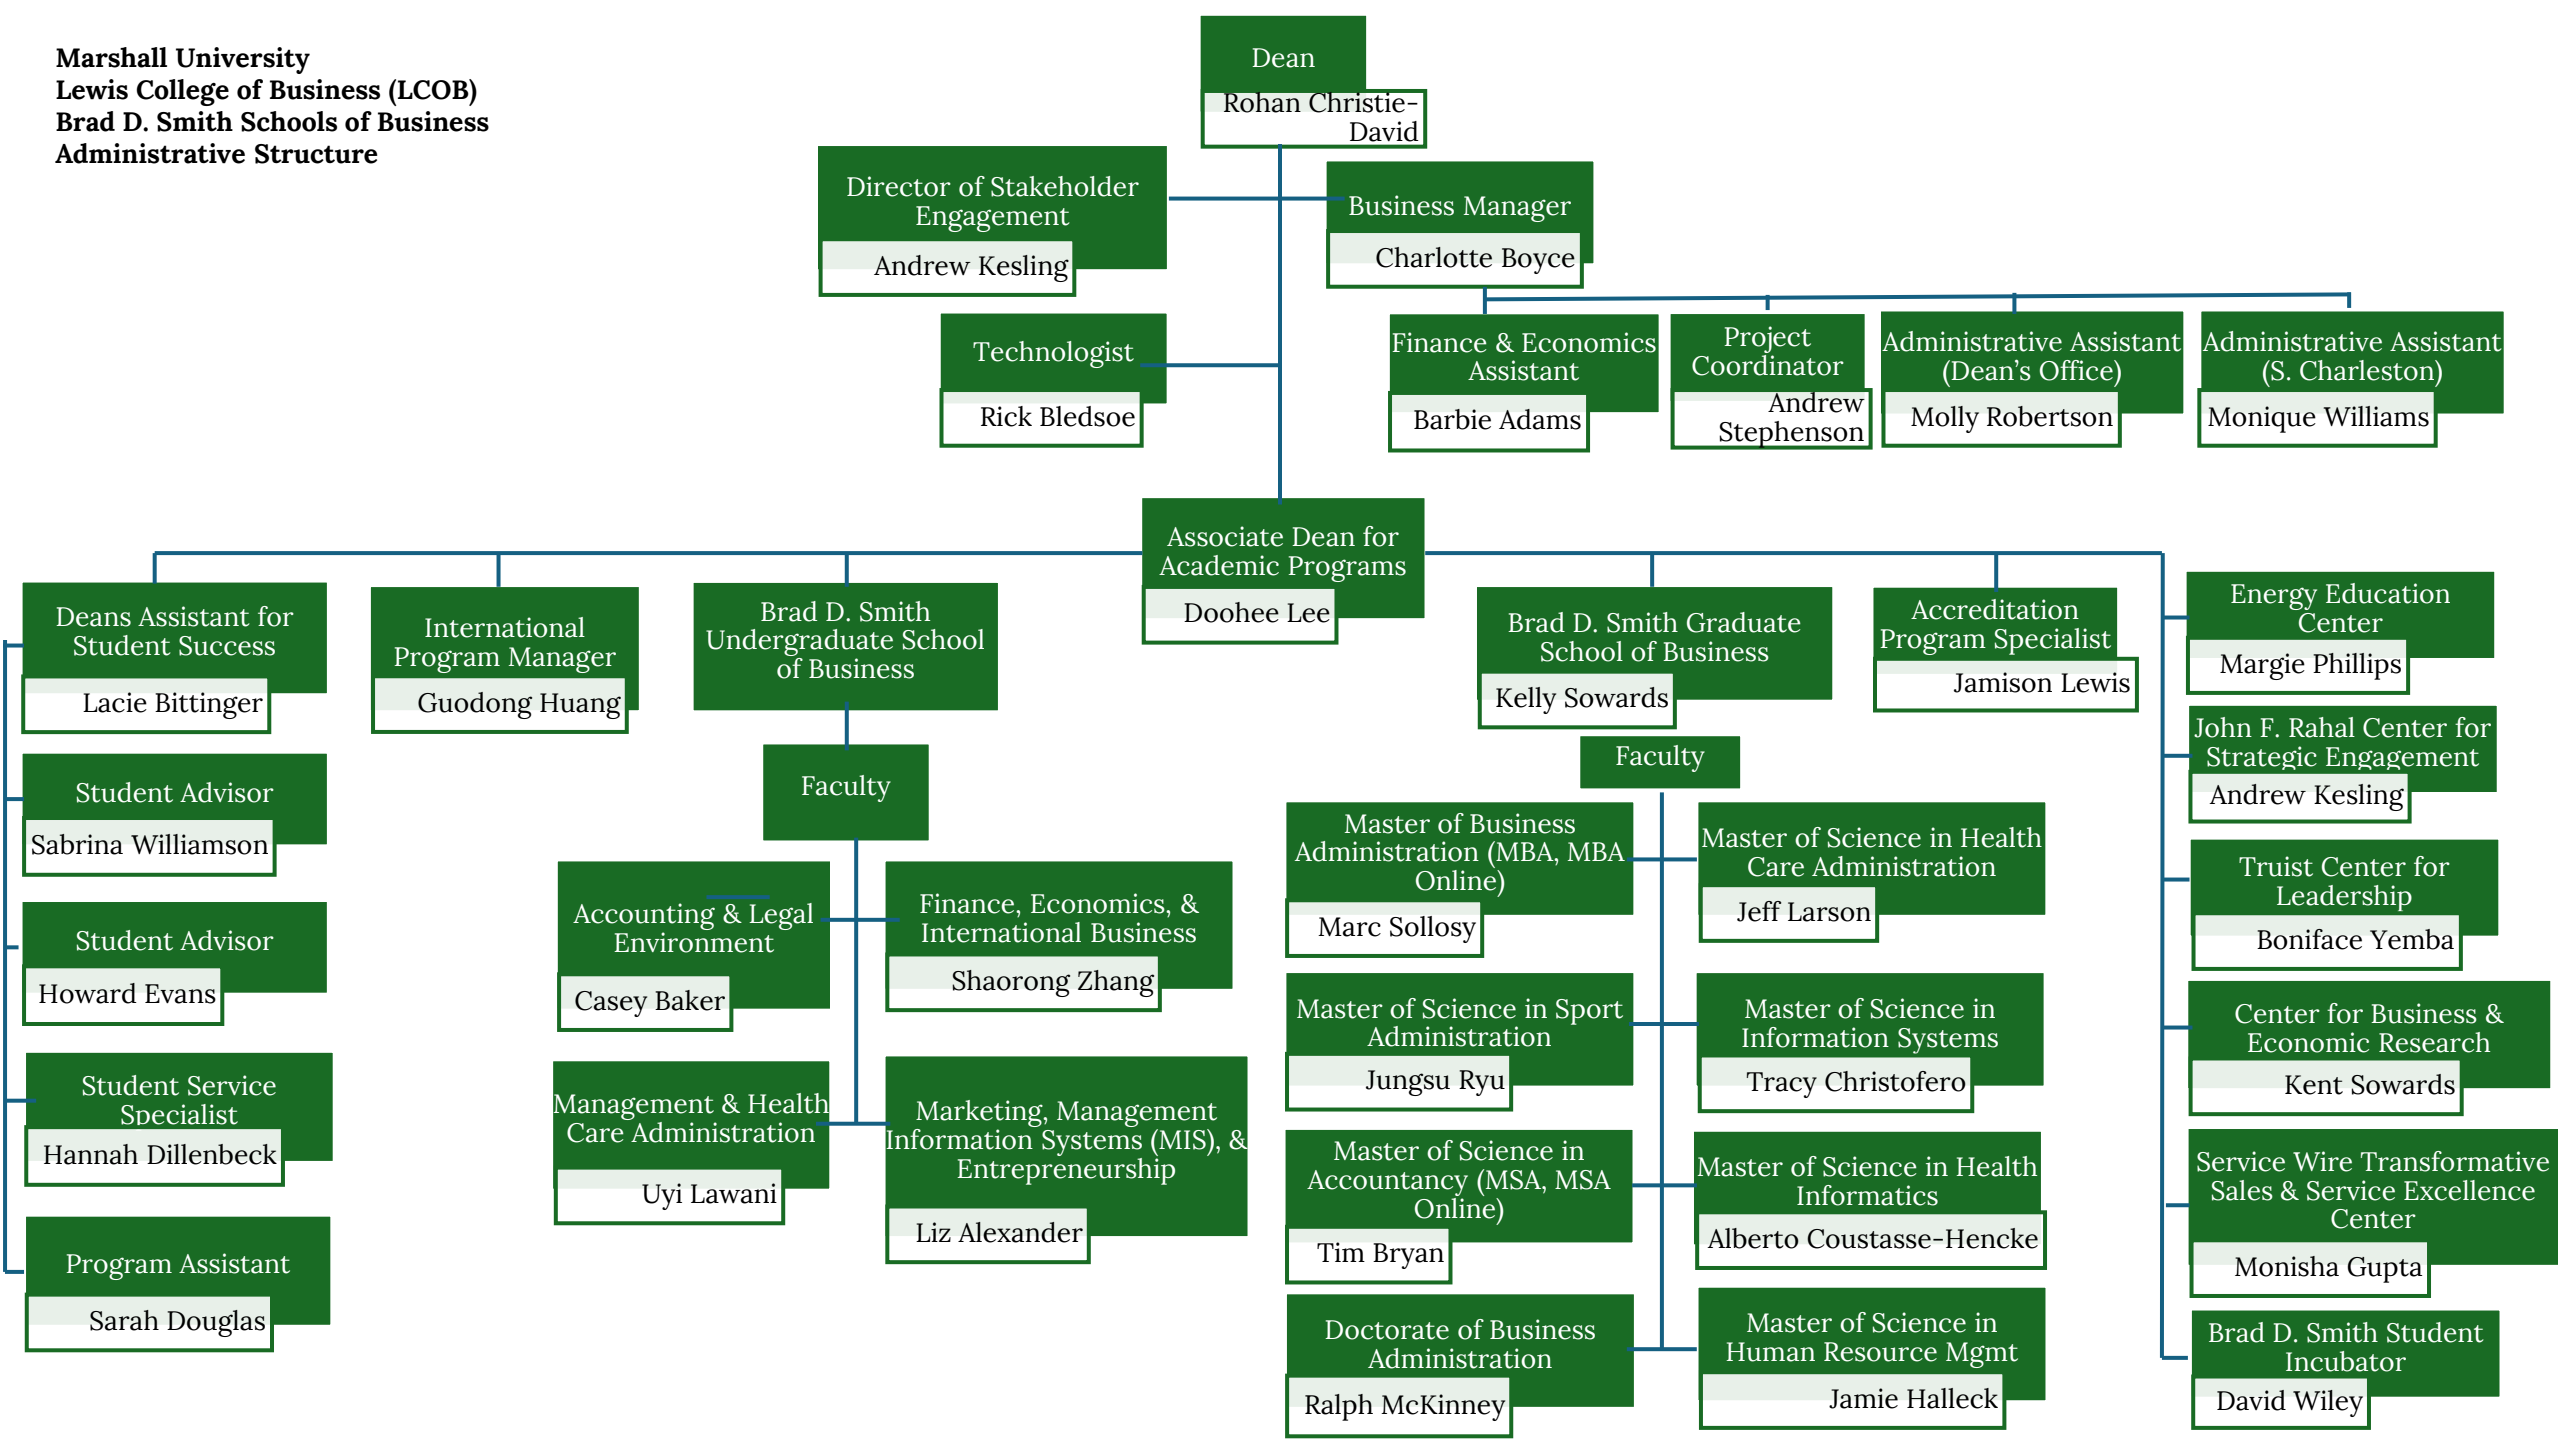 Marshall University
Lewis College of Business (LCOB)
Brad D. Smith Schools of Business
Administrative Structure
Dean
Rohan Christie-
David
Director of Stakeholder
Engagement
Andrew Kesling
Business Manager
Charlotte Boyce
Technologist
Rick Bledsoe
Finance & Economics
Assistant
Barbie Adams
Project
Coordinator
Andrew
Stephenson
Administrative Assistant
(Dean’s Office)
Molly Robertson
Administrative Assistant
(S. Charleston)
Monique Williams
Associate Dean for
Academic Programs
Doohee Lee
Deans Assistant for
Student Success
Lacie Bittinger
Student Advisor
Sabrina Williamson
Student Advisor
Howard Evans
Student Service
Specialist
Hannah Dillenbeck
Program Assistant
Sarah Douglas
International
Program Manager
Guodong Huang
Brad D. Smith
Undergraduate School
of Business
Faculty
Accounting & Legal
Environment
Casey Baker
Finance, Economics, &
International Business
Shaorong Zhang
Management & Health
Care Administration
Uyi Lawani
Marketing, Management
Information Systems (MIS), &
Entrepreneurship
Liz Alexander
Brad D. Smith Graduate
School of Business
Kelly Sowards
Faculty
Master of Business
Administration (MBA, MBA
Online)
Marc Sollosy
Master of Science in Health
Care Administration
Jeff Larson
Master of Science in Sport
Administration
Jungsu Ryu
Master of Science in
Information Systems
Tracy Christofero
Master of Science in
Accountancy (MSA, MSA
Online)
Tim Bryan
Master of Science in Health
Informatics
Alberto Coustasse-Hencke
Doctorate of Business
Administration
Ralph McKinney
Master of Science in
Human Resource Mgmt
Jamie Halleck
Accreditation
Program Specialist
Jamison Lewis
Energy Education
Center
Margie Phillips
John F. Rahal Center for
Strategic Engagement
Andrew Kesling
Truist Center for
Leadership
Boniface Yemba
Center for Business &
Economic Research
Kent Sowards
Service Wire Transformative
Sales & Service Excellence
Center
Monisha Gupta
Brad D. Smith Student
Incubator
David Wiley